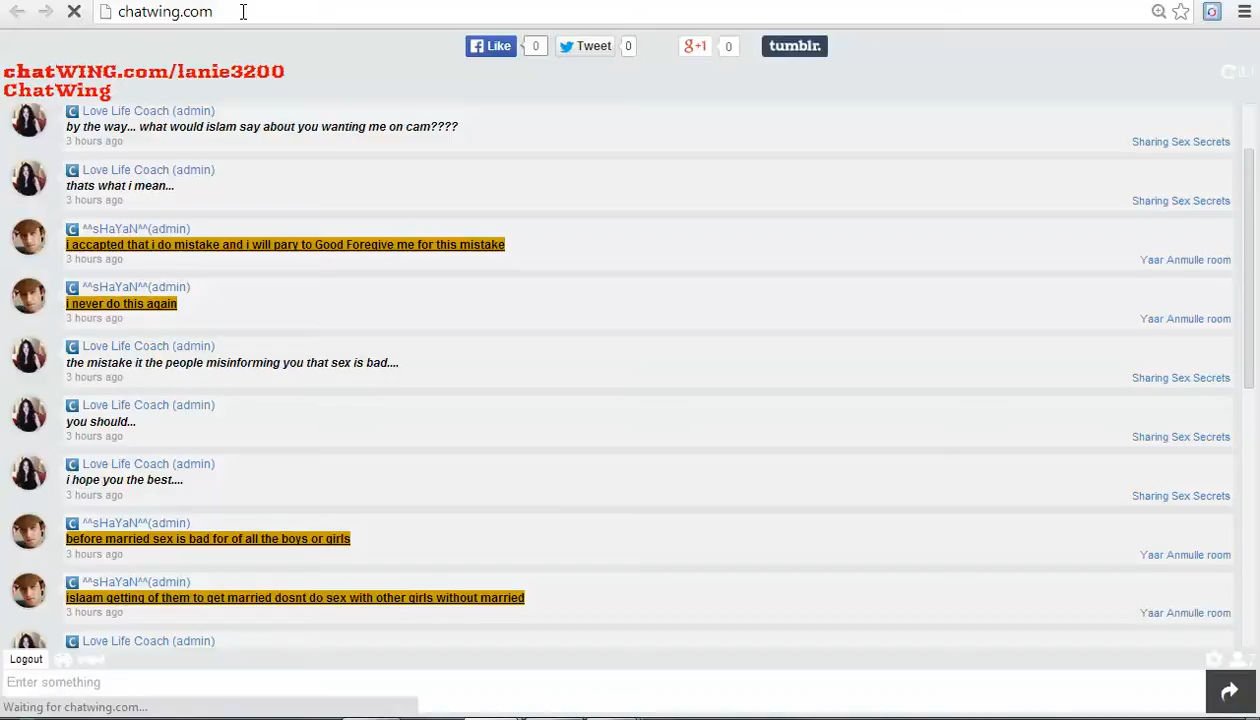 chatwing.com
Like 0 Tweet 0 g+1 0 tumblr.
chatWING.com/lanie3200
ChatWing
C Love Life Coach (admin)
by the way... what would islam say about you wanting me on cam????
3 hours ago
Sharing Sex Secrets
C Love Life Coach (admin)
thats what i mean...
3 hours ago
Sharing Sex Secrets
C ^^sHaYaN^^(admin)
i accapted that i do mistake and i will pary to Good Foregive me for this mistake
3 hours ago
Yaar Anmulle room
C ^^sHaYaN^^(admin)
i never do this again
3 hours ago
Yaar Anmulle room
C Love Life Coach (admin)
the mistake it the people misinforming you that sex is bad....
3 hours ago
Sharing Sex Secrets
C Love Life Coach (admin)
you should...
3 hours ago
Sharing Sex Secrets
C Love Life Coach (admin)
i hope you the best....
3 hours ago
Sharing Sex Secrets
C ^^sHaYaN^^(admin)
before married sex is bad for of all the boys or girls
3 hours ago
Yaar Anmulle room
C ^^sHaYaN^^(admin)
islaam getting of them to get married dosnt do sex with other girls without married
3 hours ago
Yaar Anmulle room
C Love Life Coach (admin)
Logout
Enter something
Waiting for chatwing.com...